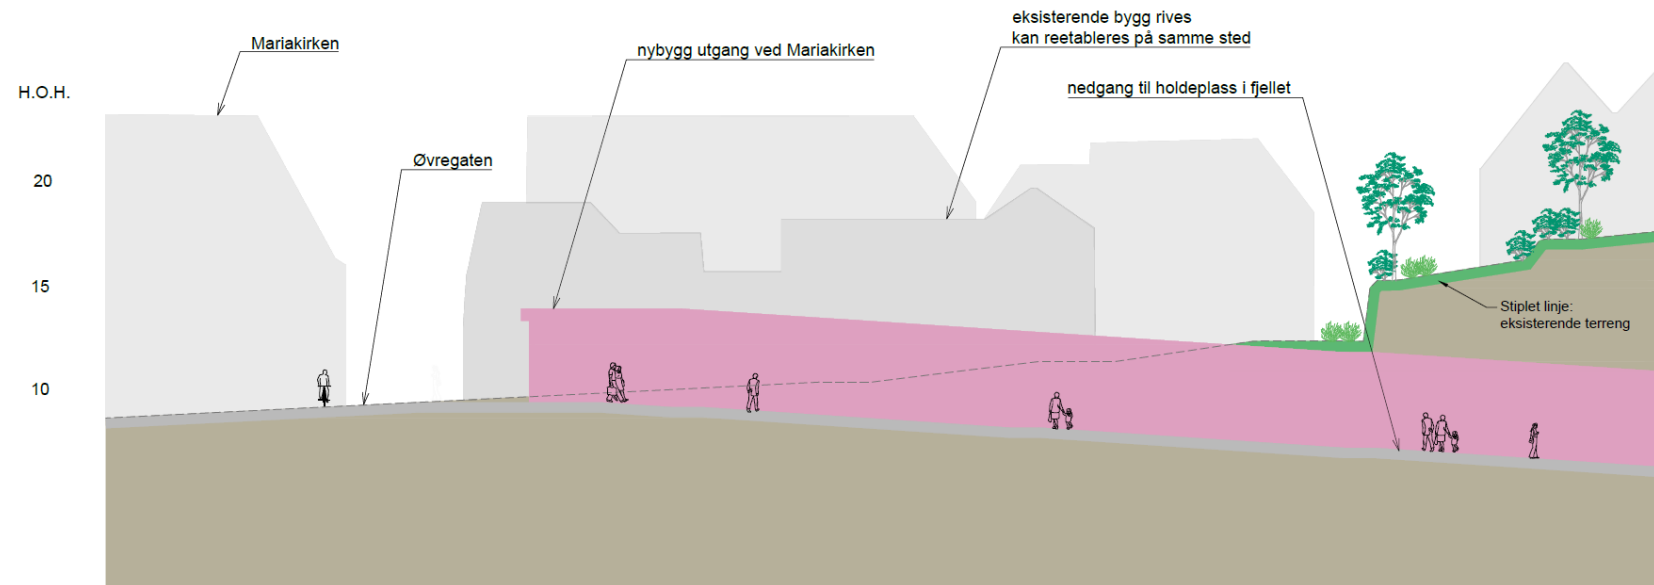 eksisterende bygg rives
kan reetableres på samme sted
Mariakirken
nybygg utgang ved Mariakirken
nedgang til holdeplass i fjellet
H.O.H.
Øvregaten
20
15
Stiplet linje:
eksisterende terreng
10